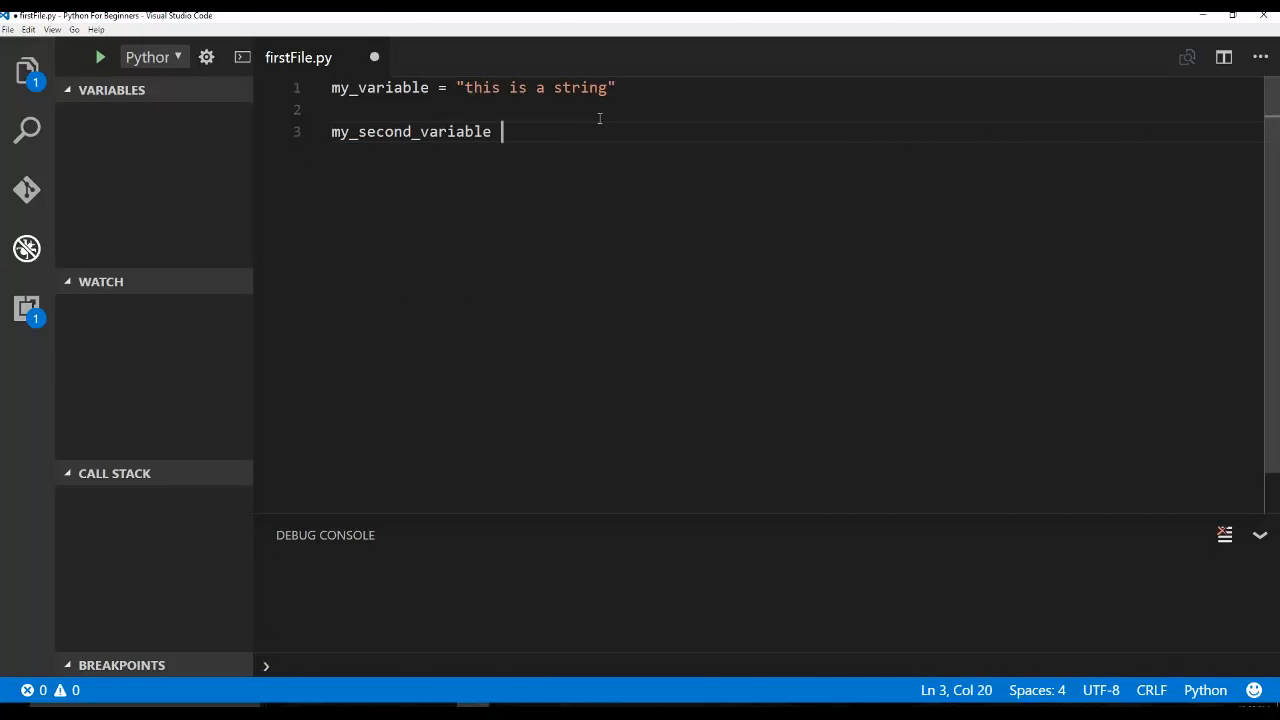 ● firstFile.py - Python For Beginners - Visual Studio Code
File Edit View Go Help
Python
firstFile.py
VARIABLES
WATCH
CALL STACK
BREAKPOINTS
1 my_variable = "this is a string"
2
3 my_second_variable
1
1
DEBUG CONSOLE
0 0
Ln 3, Col 20 Spaces: 4 UTF-8 CRLF Python